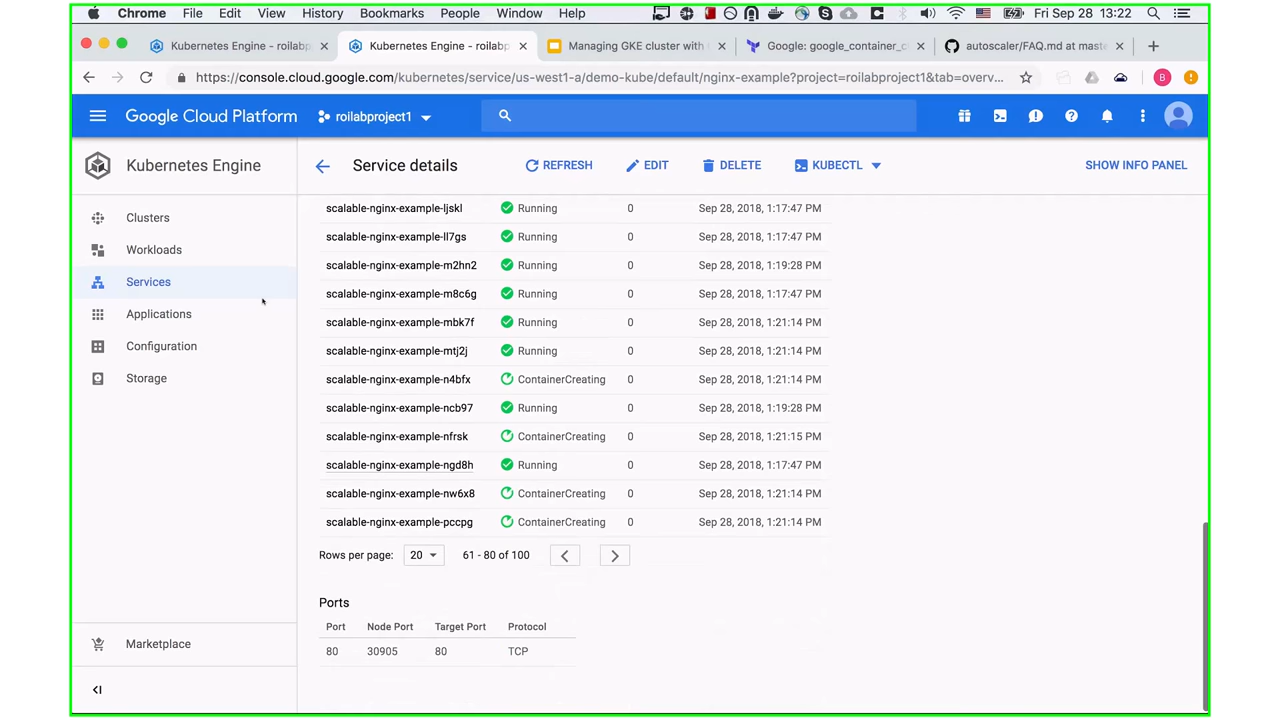 Chrome File Edit View History Bookmarks People Window Help Fri Sep 28 13:22
Kubernetes Engine - roilabp × Kubernetes Engine - roilabp × Managing GKE cluster with × Google: google_container_c × autoscaler/FAQ.md at maste × +
https://console.cloud.google.com/kubernetes/service/us-west1-a/demo-kube/default/nginx-example?project=roilabproject1&tab=overv... B
Google Cloud Platform roilabproject1
Kubernetes Engine Service details REFRESH EDIT DELETE KUBECTL SHOW INFO PANEL
Clusters
Workloads
Services
Applications
Configuration
Storage
Marketplace
scalable-nginx-example-ljskl Running 0 Sep 28, 2018, 1:17:47 PM
scalable-nginx-example-ll7gs Running 0 Sep 28, 2018, 1:17:47 PM
scalable-nginx-example-m2hn2 Running 0 Sep 28, 2018, 1:19:28 PM
scalable-nginx-example-m8c6g Running 0 Sep 28, 2018, 1:17:47 PM
scalable-nginx-example-mbk7f Running 0 Sep 28, 2018, 1:21:14 PM
scalable-nginx-example-mtj2j Running 0 Sep 28, 2018, 1:21:14 PM
scalable-nginx-example-n4bfx ContainerCreating 0 Sep 28, 2018, 1:21:14 PM
scalable-nginx-example-ncb97 Running 0 Sep 28, 2018, 1:19:28 PM
scalable-nginx-example-nfrsk ContainerCreating 0 Sep 28, 2018, 1:21:15 PM
scalable-nginx-example-ngd8h Running 0 Sep 28, 2018, 1:17:47 PM
scalable-nginx-example-nw6x8 ContainerCreating 0 Sep 28, 2018, 1:21:14 PM
scalable-nginx-example-pccpg ContainerCreating 0 Sep 28, 2018, 1:21:14 PM
Rows per page: 20 61 - 80 of 100
Ports
Port Node Port Target Port Protocol
80 30905 80 TCP